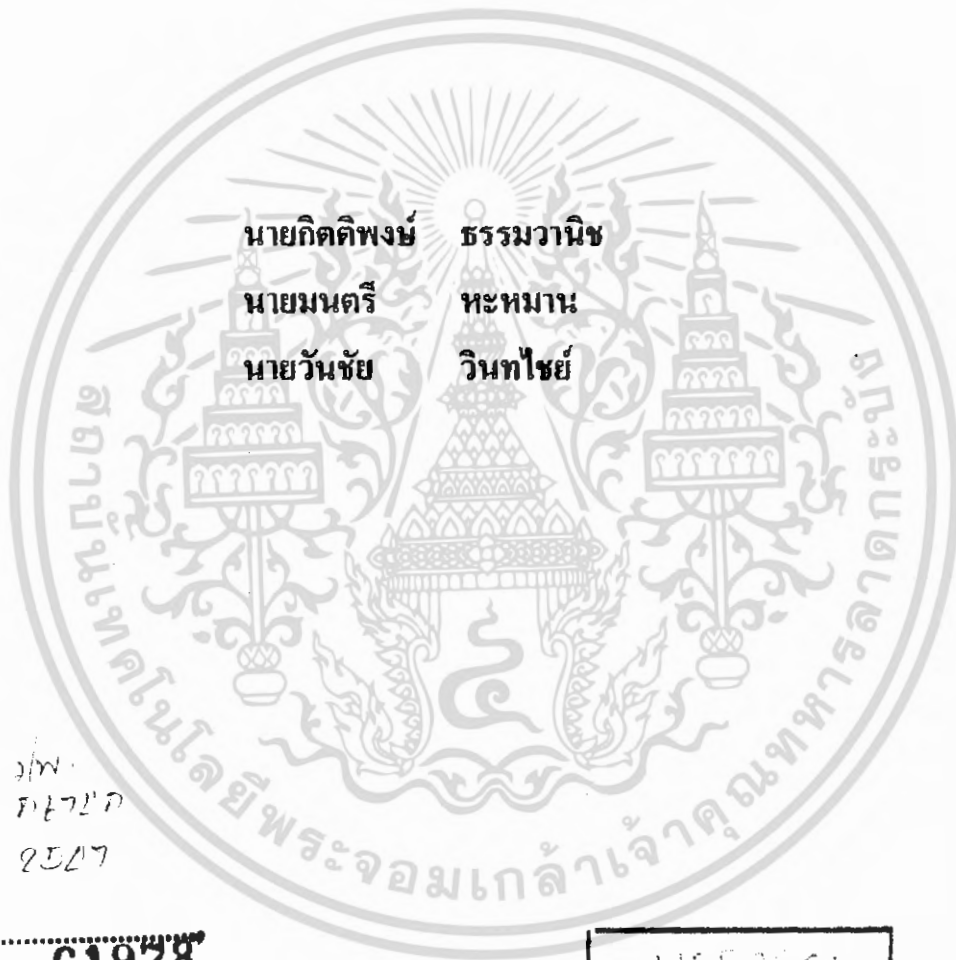 นายกิตติพงษ์ ธรรมวานิช
นายมนตรี หะหมาน
นายวันชัย วินทไชย์
สถาบันเทคโนโลยีพระจอมเกล้าเจ้าคุณทหารลาดกระบัง
๔
61978